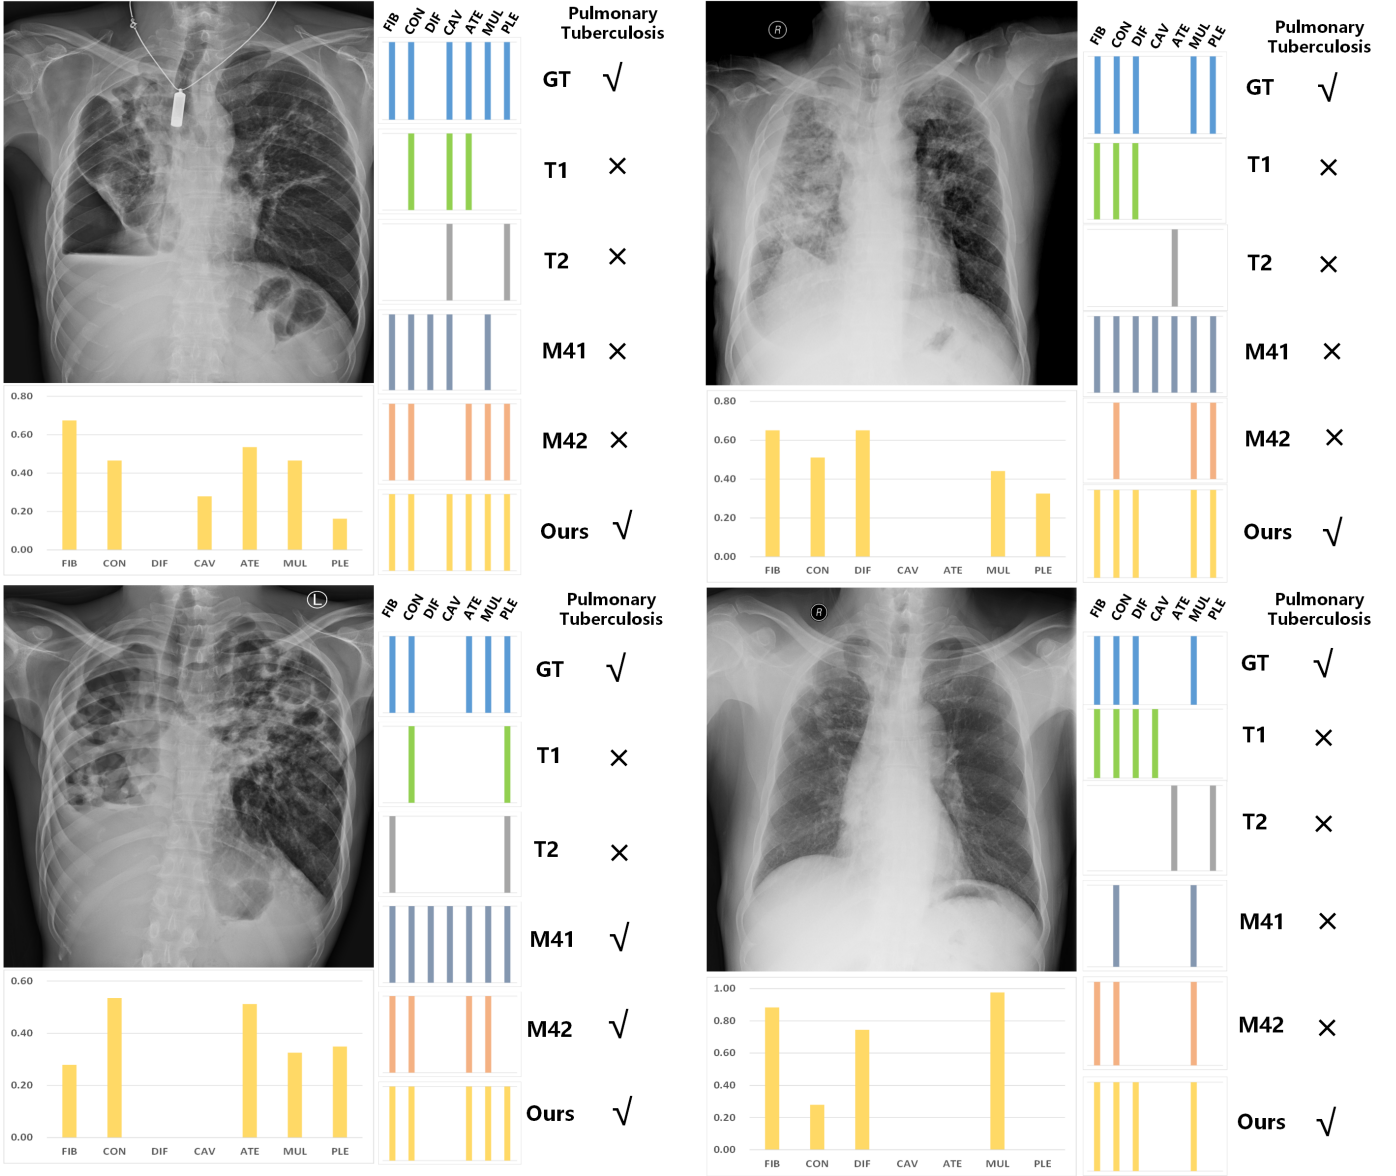 FIB CON DIF CAV ATE MUL PLE
Pulmonary
Tuberculosis
GT √
T1 ×
T2 ×
M41 ×
M42 ×
Ours √
0.80
0.60
0.40
0.20
0.00
FIB CON DIF CAV ATE MUL PLE
R
FIB CON DIF CAV ATE MUL PLE
Pulmonary
Tuberculosis
GT √
T1 ×
T2 ×
M41 ×
M42 ×
Ours √
0.80
0.60
0.40
0.20
0.00
FIB CON DIF CAV ATE MUL PLE
L
FIB CON DIF CAV ATE MUL PLE
Pulmonary
Tuberculosis
GT √
T1 ×
T2 ×
M41 √
M42 √
Ours √
0.60
0.40
0.20
0.00
FIB CON DIF CAV ATE MUL PLE
R
FIB CON DIF CAV ATE MUL PLE
Pulmonary
Tuberculosis
GT √
T1 ×
T2 ×
M41 ×
M42 ×
Ours √
1.00
0.80
0.60
0.40
0.20
0.00
FIB CON DIF CAV ATE MUL PLE